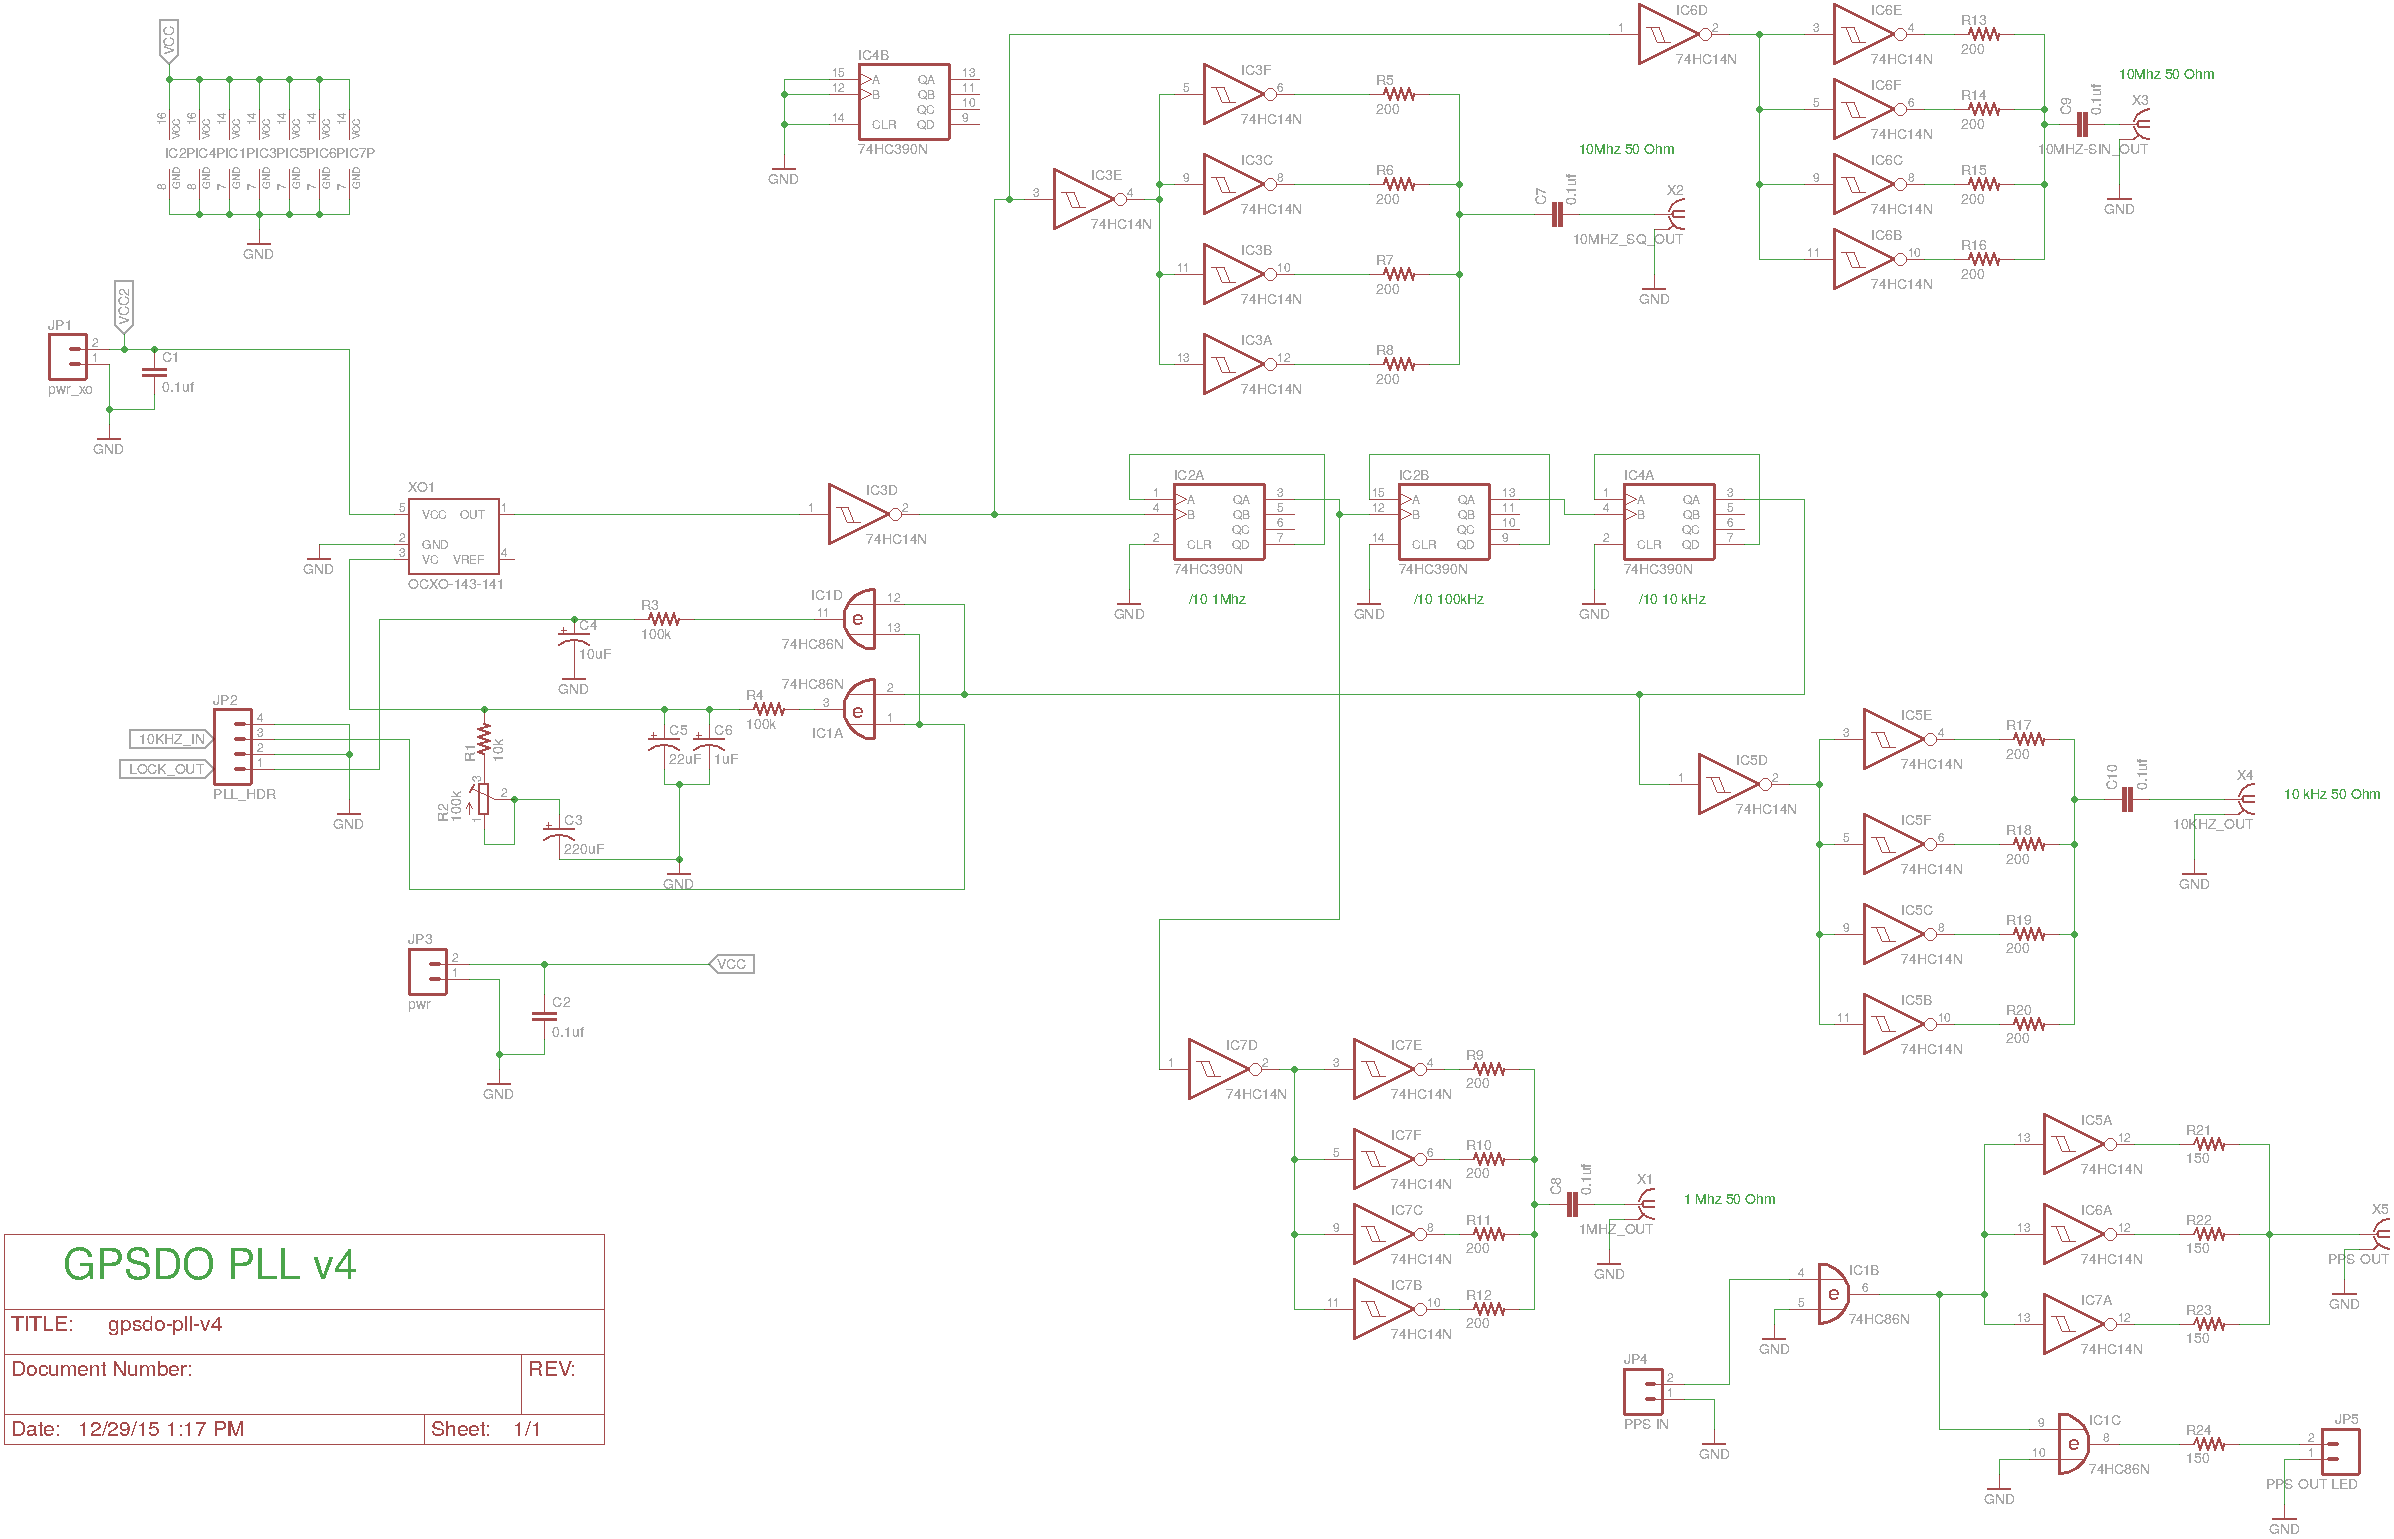 VCC
16 16 14 14 14 14 14
VCC VCC VCC VCC VCC VCC VCC
IC2P IC4P IC1P IC3P IC5P IC6P IC7P
GND GND GND GND GND GND GND
8 8 7 7 7 7 7
GND
IC4B
15 A QA 13
12 B QB 11
QC 10
14 CLR QD 9
74HC390N
GND
IC3F
5 6
74HC14N
R5
200
IC3C
9 8
74HC14N
R6
200
IC3E
3 4
74HC14N
IC3B
11 10
74HC14N
R7
200
IC3A
13 12
74HC14N
R8
200
10Mhz 50 Ohm
C7
0.1uf
X2
10MHZ_SQ_OUT
GND
IC6D
1 2
74HC14N
IC6E
3 4
74HC14N
R13
200
IC6F
5 6
74HC14N
R14
200
IC6C
9 8
74HC14N
R15
200
IC6B
11 10
74HC14N
R16
200
10Mhz 50 Ohm
C9
0.1uf
X3
10MHZ-SIN_OUT
GND
VCC2
JP1
2
1
pwr_xo
C1
0.1uf
GND
XO1
5 VCC OUT 1
2 GND
3 VC VREF 4
OCXO-143-141
GND
IC3D
1 2
74HC14N
IC2A
1 A QA 3
4 B QB 5
QC 6
2 CLR QD 7
74HC390N
GND
/10 1Mhz
IC2B
15 A QA 13
12 B QB 11
QC 10
14 CLR QD 9
74HC390N
GND
/10 100kHz
IC4A
1 A QA 3
4 B QB 5
QC 6
2 CLR QD 7
74HC390N
GND
/10 10 kHz
IC1D
12
11 e
13
74HC86N
R3
100k
C4
10uF
GND
74HC86N
2
3 e
1
IC1A
R4
100k
C5
22uF
C6
1uF
JP2
4
10KHZ_IN 3
2
LOCK_OUT 1
PLL_HDR
GND
R1
10k
R2
100k
3
2
1
C3
220uF
GND
IC5D
1 2
74HC14N
IC5E
3 4
74HC14N
R17
200
IC5F
5 6
74HC14N
R18
200
IC5C
9 8
74HC14N
R19
200
IC5B
11 10
74HC14N
R20
200
C10
0.1uf
X4
10KHZ_OUT
10 kHz 50 Ohm
GND
JP3
2
1
pwr
VCC
C2
0.1uf
GND
IC7D
1 2
74HC14N
IC7E
3 4
74HC14N
R9
200
IC7F
5 6
74HC14N
R10
200
IC7C
9 8
74HC14N
R11
200
IC7B
11 10
74HC14N
R12
200
C8
0.1uf
X1
1MHZ_OUT
1 Mhz 50 Ohm
GND
IC5A
13 12
74HC14N
R21
150
IC6A
13 12
74HC14N
R22
150
IC7A
13 12
74HC14N
R23
150
X5
PPS OUT
GND
IC1B
4
e 6
5
74HC86N
GND
JP4
2
1
PPS IN
GND
IC1C
9
e 8
10
74HC86N
GND
R24
150
JP5
2
1
PPS OUT LED
GND
GPSDO PLL v4
TITLE: gpsdo-pll-v4
Document Number:
REV:
Date: 12/29/15 1:17 PM
Sheet: 1/1